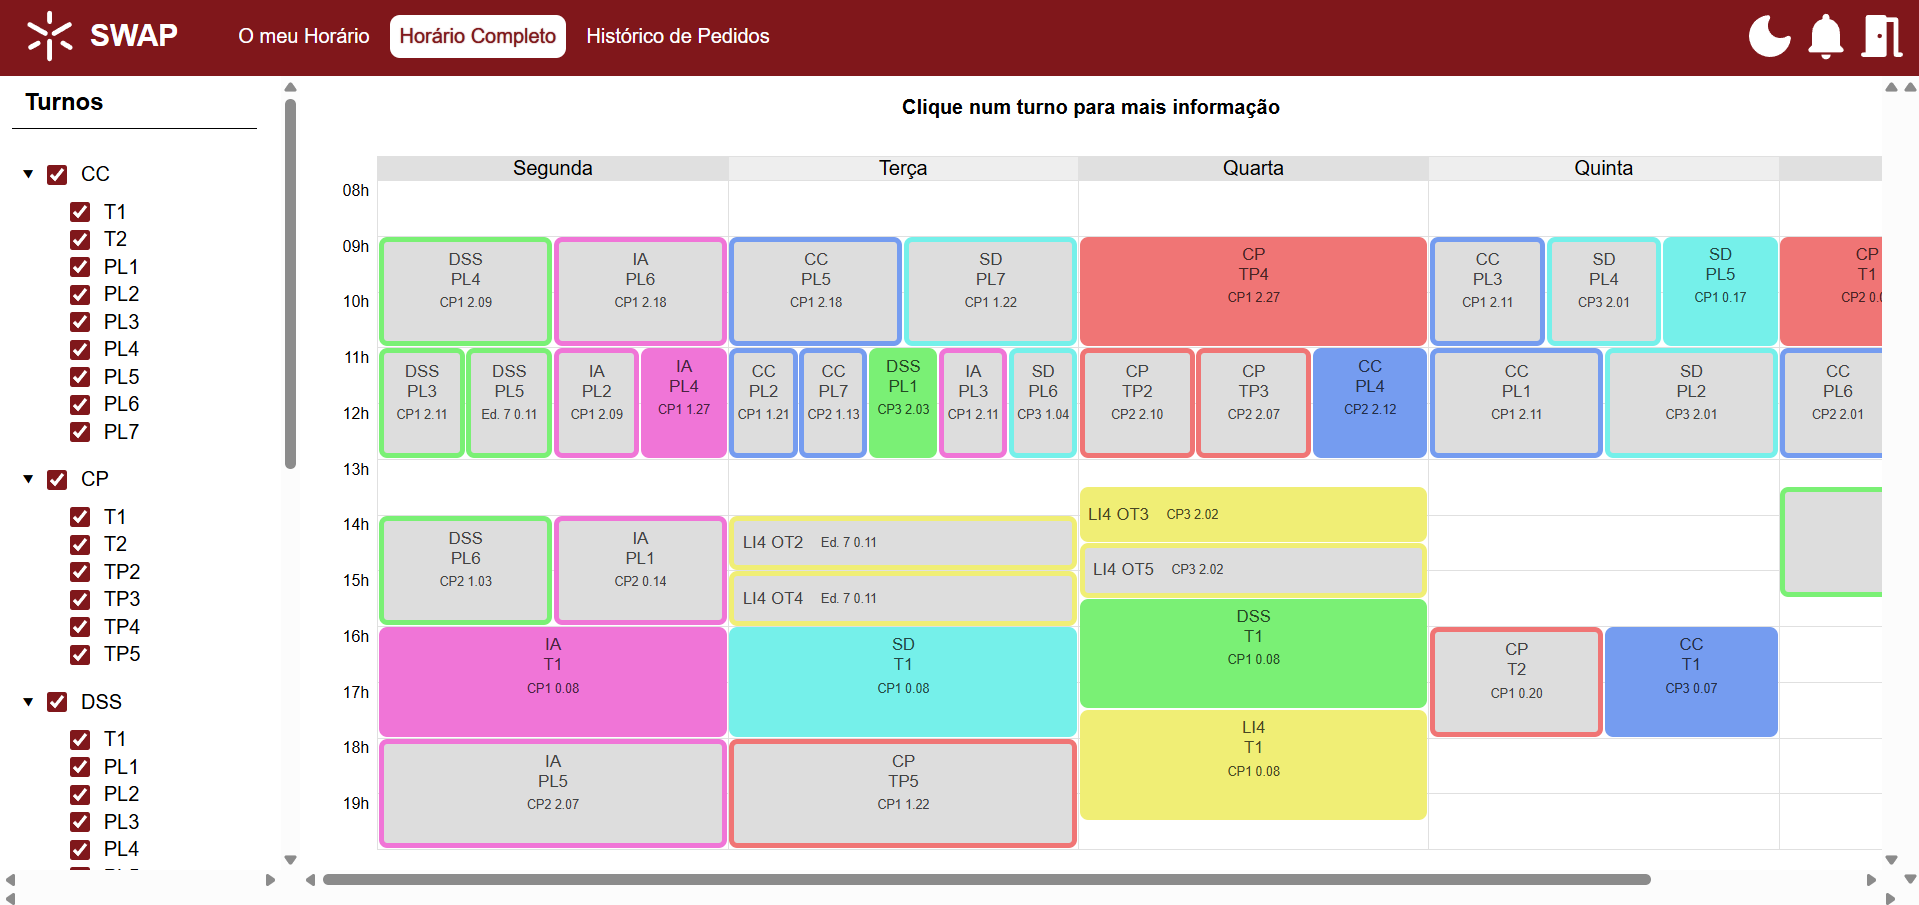 SWAP
O meu Horário
Horário Completo
Histórico de Pedidos
Turnos
CC
T1
T2
PL1
PL2
PL3
PL4
PL5
PL6
PL7
CP
T1
T2
TP2
TP3
TP4
TP5
DSS
T1
PL1
PL2
PL3
PL4
Clique num turno para mais informação
Segunda
Terça
Quarta
Quinta
08h
09h
10h
11h
12h
13h
14h
15h
16h
17h
18h
19h
DSS
PL4
CP1 2.09
IA
PL6
CP1 2.18
DSS
PL3
CP1 2.11
DSS
PL5
Ed. 7 0.11
IA
PL2
CP1 2.09
IA
PL4
CP1 1.27
DSS
PL6
CP2 1.03
IA
PL1
CP2 0.14
IA
T1
CP1 0.08
IA
PL5
CP2 2.07
CC
PL5
CP1 2.18
SD
PL7
CP1 1.22
CC
PL2
CP1 1.21
CC
PL7
CP2 1.13
DSS
PL1
CP3 2.03
IA
PL3
CP1 2.11
SD
PL6
CP3 1.04
LI4 OT2 Ed. 7 0.11
LI4 OT4 Ed. 7 0.11
SD
T1
CP1 0.08
CP
TP5
CP1 1.22
CP
TP4
CP1 2.27
CP
TP2
CP2 2.10
CP
TP3
CP2 2.07
CC
PL4
CP2 2.12
LI4 OT3 CP3 2.02
LI4 OT5 CP3 2.02
DSS
T1
CP1 0.08
LI4
T1
CP1 0.08
CC
PL3
CP1 2.11
SD
PL4
CP3 2.01
SD
PL5
CP1 0.17
CC
PL1
CP1 2.11
SD
PL2
CP3 2.01
CP
T2
CP1 0.20
CC
T1
CP3 0.07
CP
T1
CP2
CC
PL6
CP2 2.01